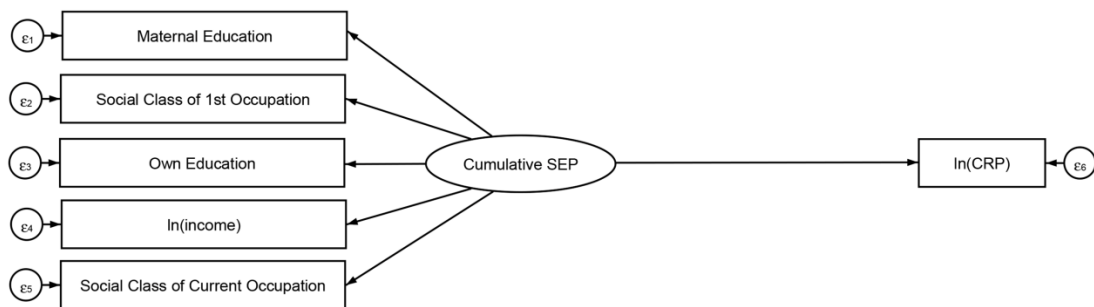 ε1
Maternal Education
ε2
Social Class of 1st Occupation
ε3
Own Education
Cumulative SEP
ln(CRP)
ε6
ε4
ln(income)
ε5
Social Class of Current Occupation